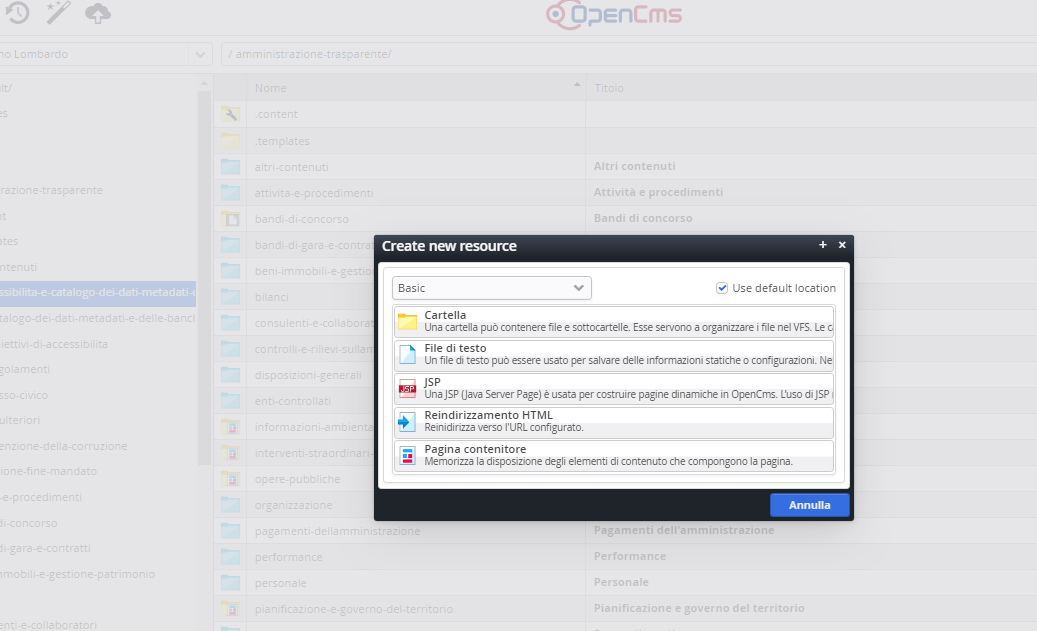 OpenCms
no Lombardo
/ amministrazione-trasparente/
Nome
Titolo
lt/
es
razione-trasparente
nt
ates
ntenuti
ssibilita-e-catalogo-dei-dati-metadati-e
talogo-dei-dati-metadati-e-delle-banch
iettivi-di-accessibilita
golamenti
sso-civico
ulteriori
enzione-della-corruzione
ione-fine-mandato
-e-procedimenti
di-concorso
di-gara-e-contratti
mmobili-e-gestione-patrimonio
enti-e-collaboratori
.content
.templates
altri-contenuti
Altri contenuti
attivita-e-procedimenti
Attività e procedimenti
bandi-di-concorso
Bandi di concorso
bandi-di-gara-e-contrat
beni-immobili-e-gestio
bilanci
consulenti-e-collaborat
controlli-e-rilievi-sullam
disposizioni-generali
enti-controllati
informazioni-ambienta
interventi-straordinari-
opere-pubbliche
organizzazione
pagamenti-dellamministrazione
Pagamenti dell'amministrazione
performance
Performance
personale
Personale
pianificazione-e-governo-del-territorio
Pianificazione e governo del territorio
Create new resource
+ ×
Basic
Use default location
Cartella
Una cartella può contenere file e sottocartelle. Esse servono a organizzare i file nel VFS. Le ca
File di testo
Un file di testo può essere usato per salvare delle informazioni statiche o configurazioni. Ne
JSP
JSP
Una JSP (Java Server Page) è usata per costruire pagine dinamiche in OpenCms. L'uso di JSP
Reindirizzamento HTML
Reinidirizza verso l'URL configurato.
Pagina contenitore
Memorizza la disposizione degli elementi di contenuto che compongono la pagina.
Annulla